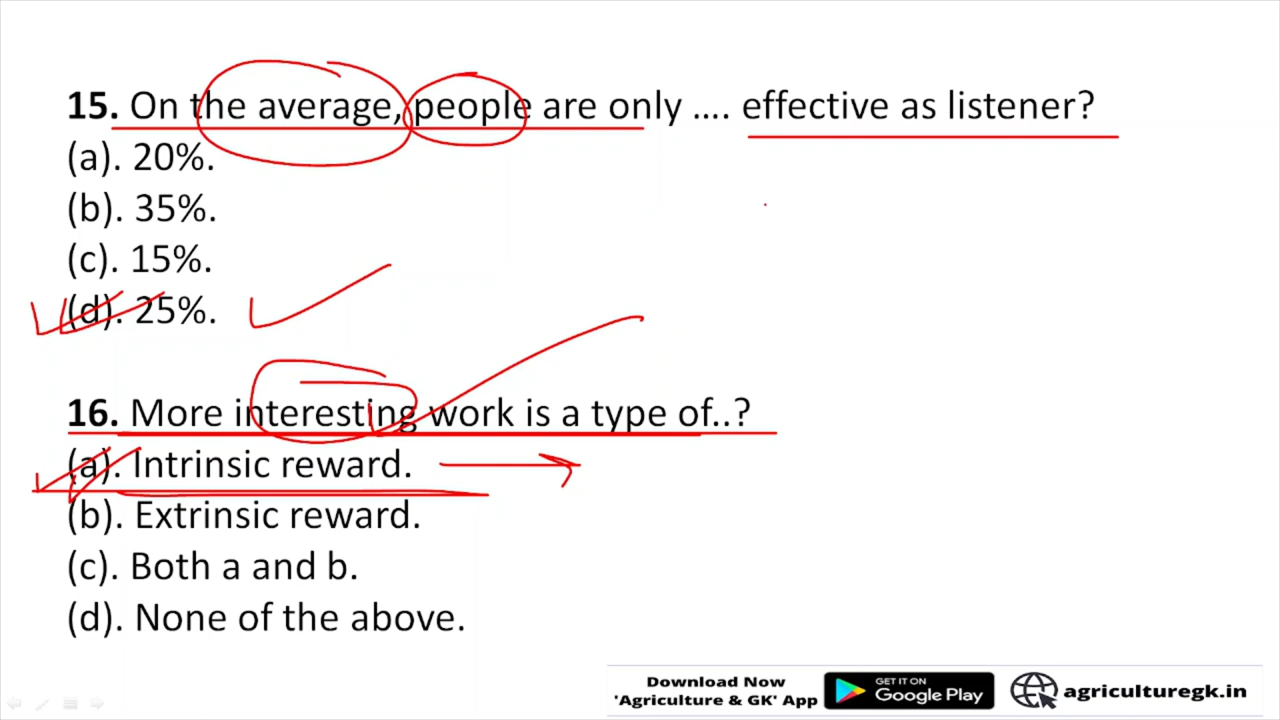 15. On the average, people are only .... effective as listener?
(a). 20%.
(b). 35%.
(c). 15%.
(d). 25%.
16. More interesting work is a type of..?
(a). Intrinsic reward.
(b). Extrinsic reward.
(c). Both a and b.
(d). None of the above.
Download Now
'Agriculture & GK' App
GET IT ON
Google Play
agriculturegk.in